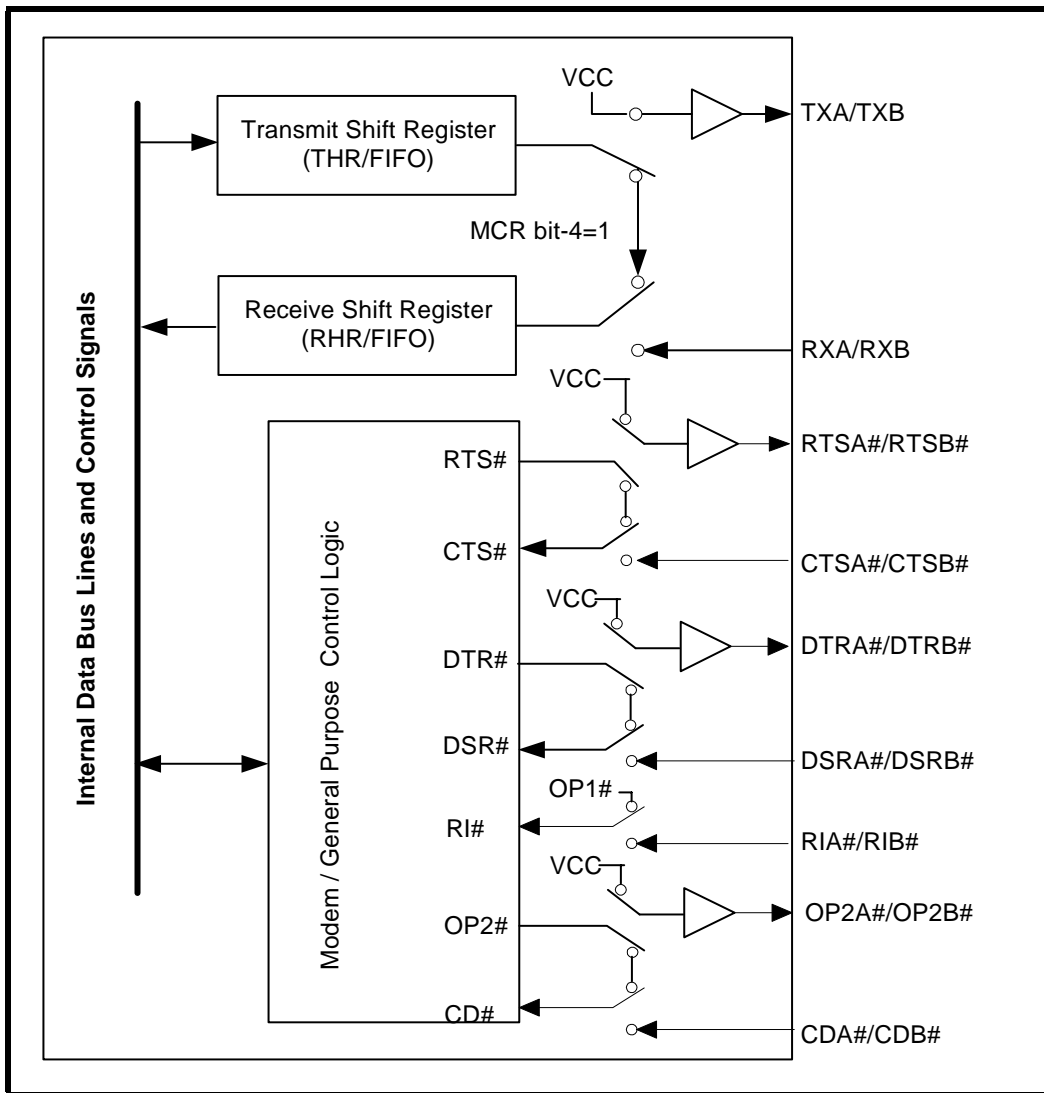 VCC
TXA/TXB
Transmit Shift Register
(THR/FIFO)
MCR bit-4=1
Receive Shift Register
(RHR/FIFO)
RXA/RXB
VCC
RTSA#/RTSB#
RTS#
CTS#
CTSA#/CTSB#
VCC
DTRA#/DTRB#
DTR#
DSR#
DSRA#/DSRB#
OP1#
RI#
RIA#/RIB#
VCC
OP2A#/OP2B#
OP2#
CD#
CDA#/CDB#
Internal Data Bus Lines and Control Signals
Modem / General Purpose Control Logic